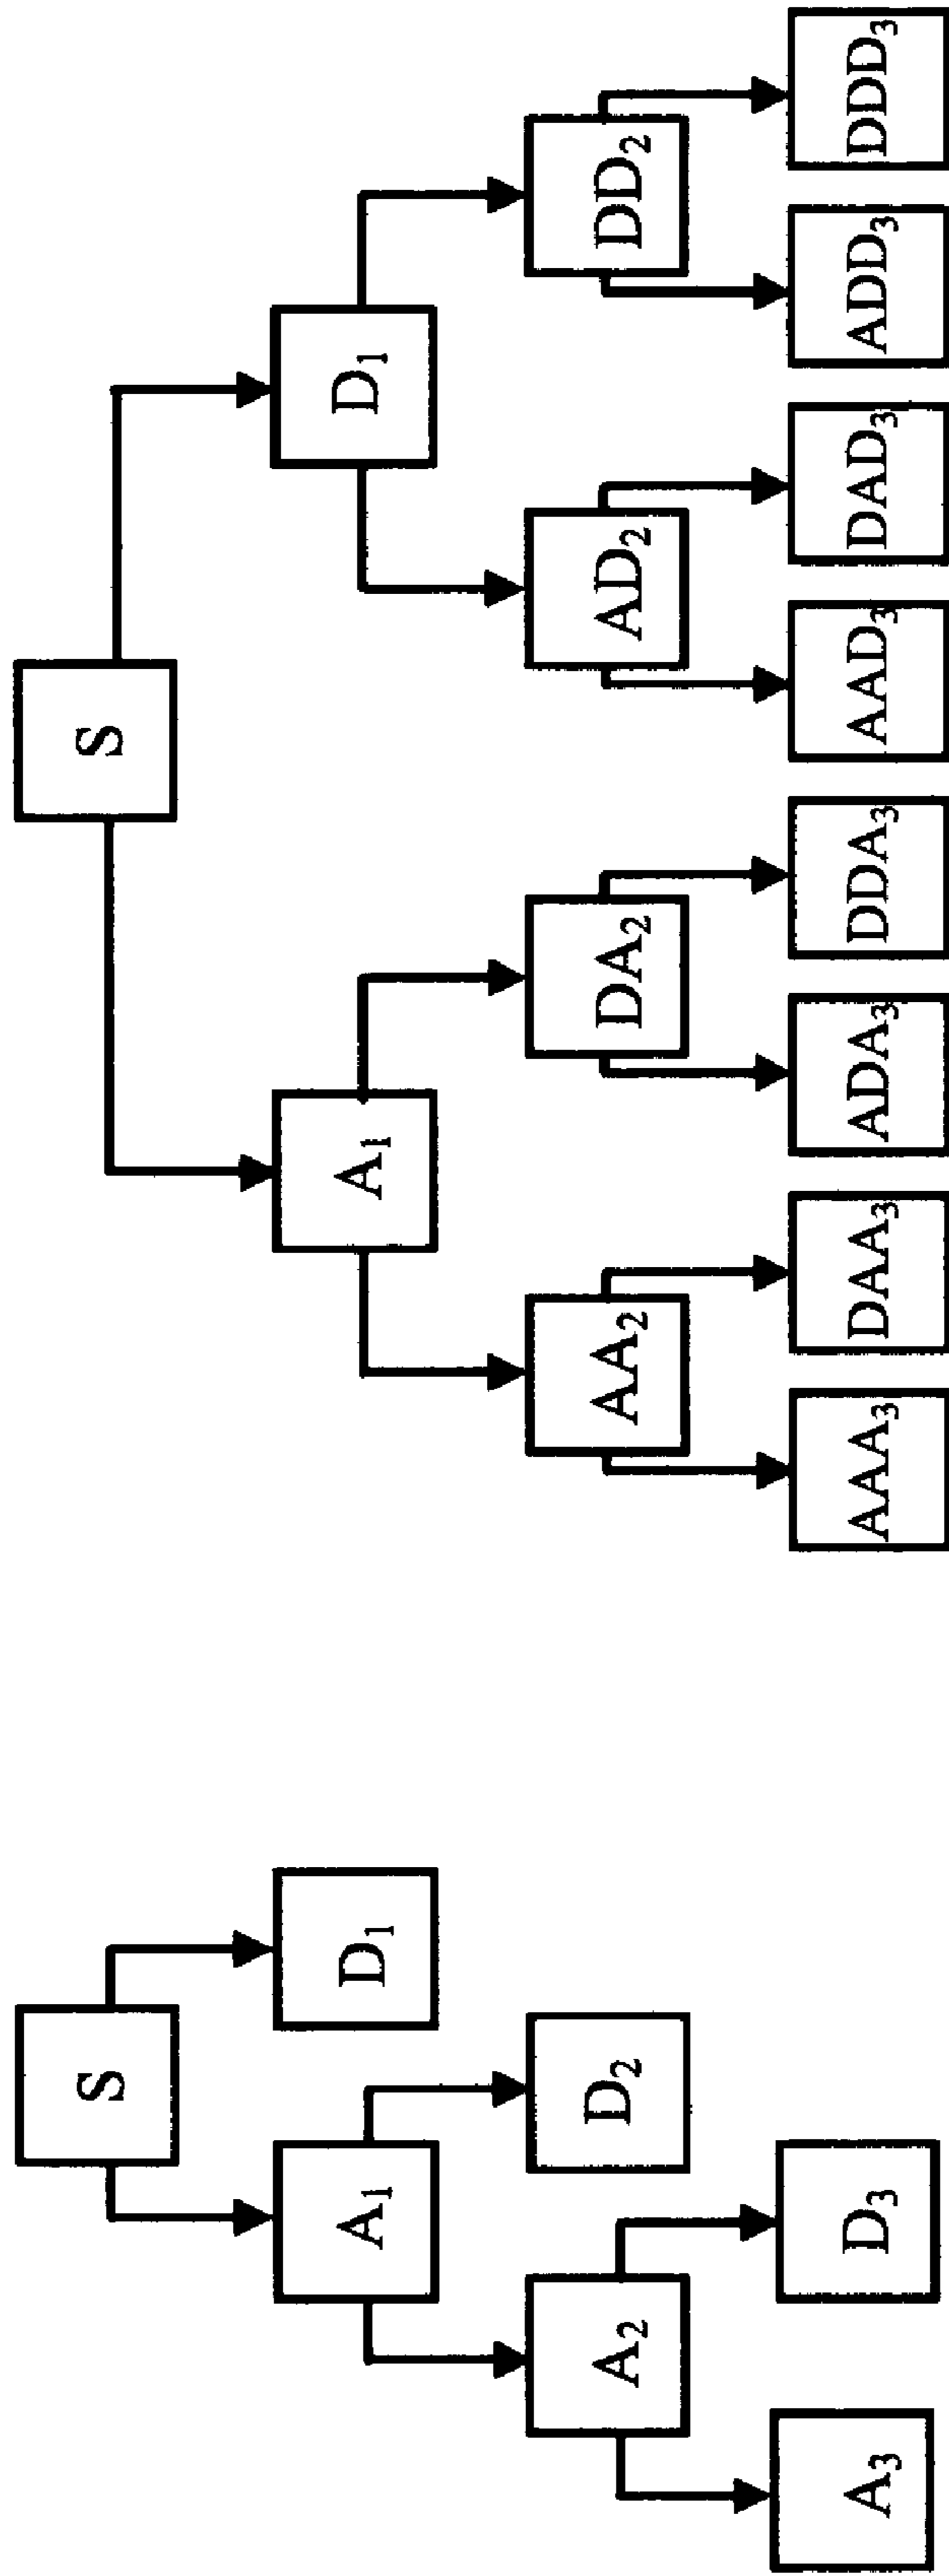 S
A₁
D₁
A₂
D₂
A₃
D₃
S
A₁
D₁
AA₂
DA₂
AD₂
DD₂
AAA₃
DAA₃
ADA₃
DDA₃
AAD₃
DAD₃
ADD₃
DDD₃